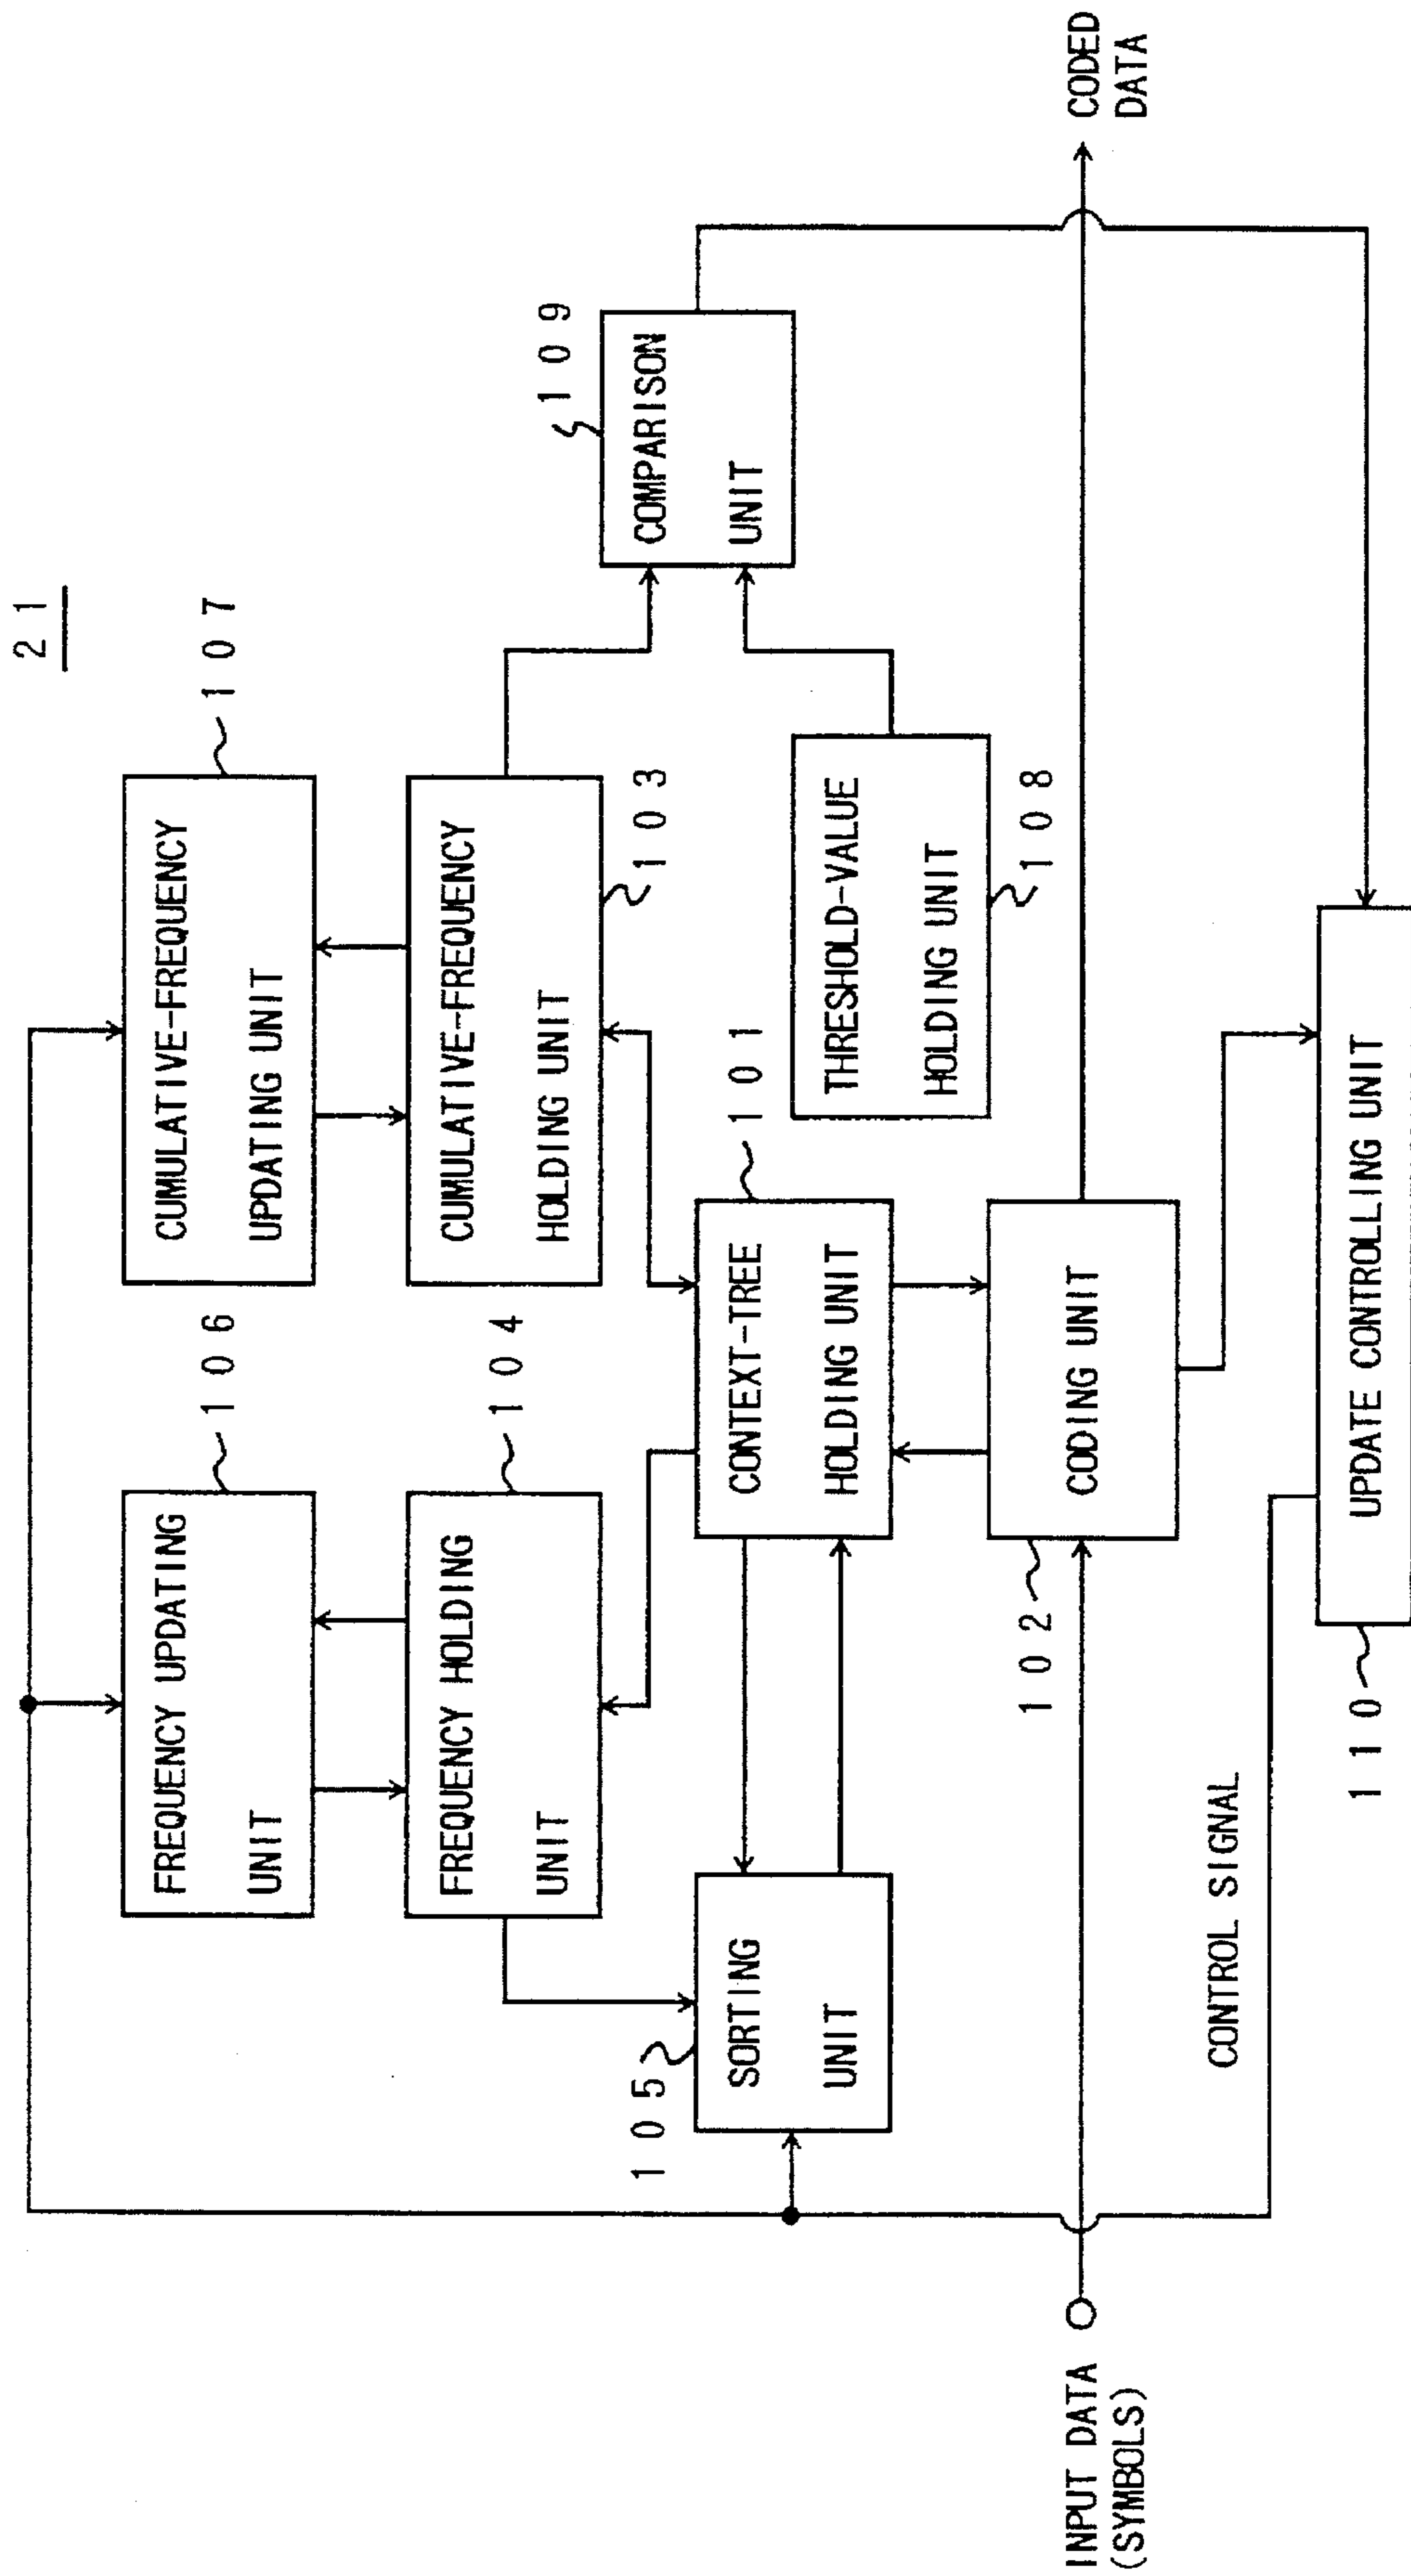 21
FREQUENCY UPDATING
UNIT
106
CUMULATIVE-FREQUENCY
UPDATING UNIT
107
FREQUENCY HOLDING
UNIT
104
CUMULATIVE-FREQUENCY
HOLDING UNIT
103
COMPARISON
UNIT
109
105
SORTING
UNIT
CONTEXT-TREE
HOLDING UNIT
101
THRESHOLD-VALUE
HOLDING UNIT
108
INPUT DATA
(SYMBOLS)
102
CODING UNIT
CODED
DATA
CONTROL SIGNAL
110
UPDATE CONTROLLING UNIT